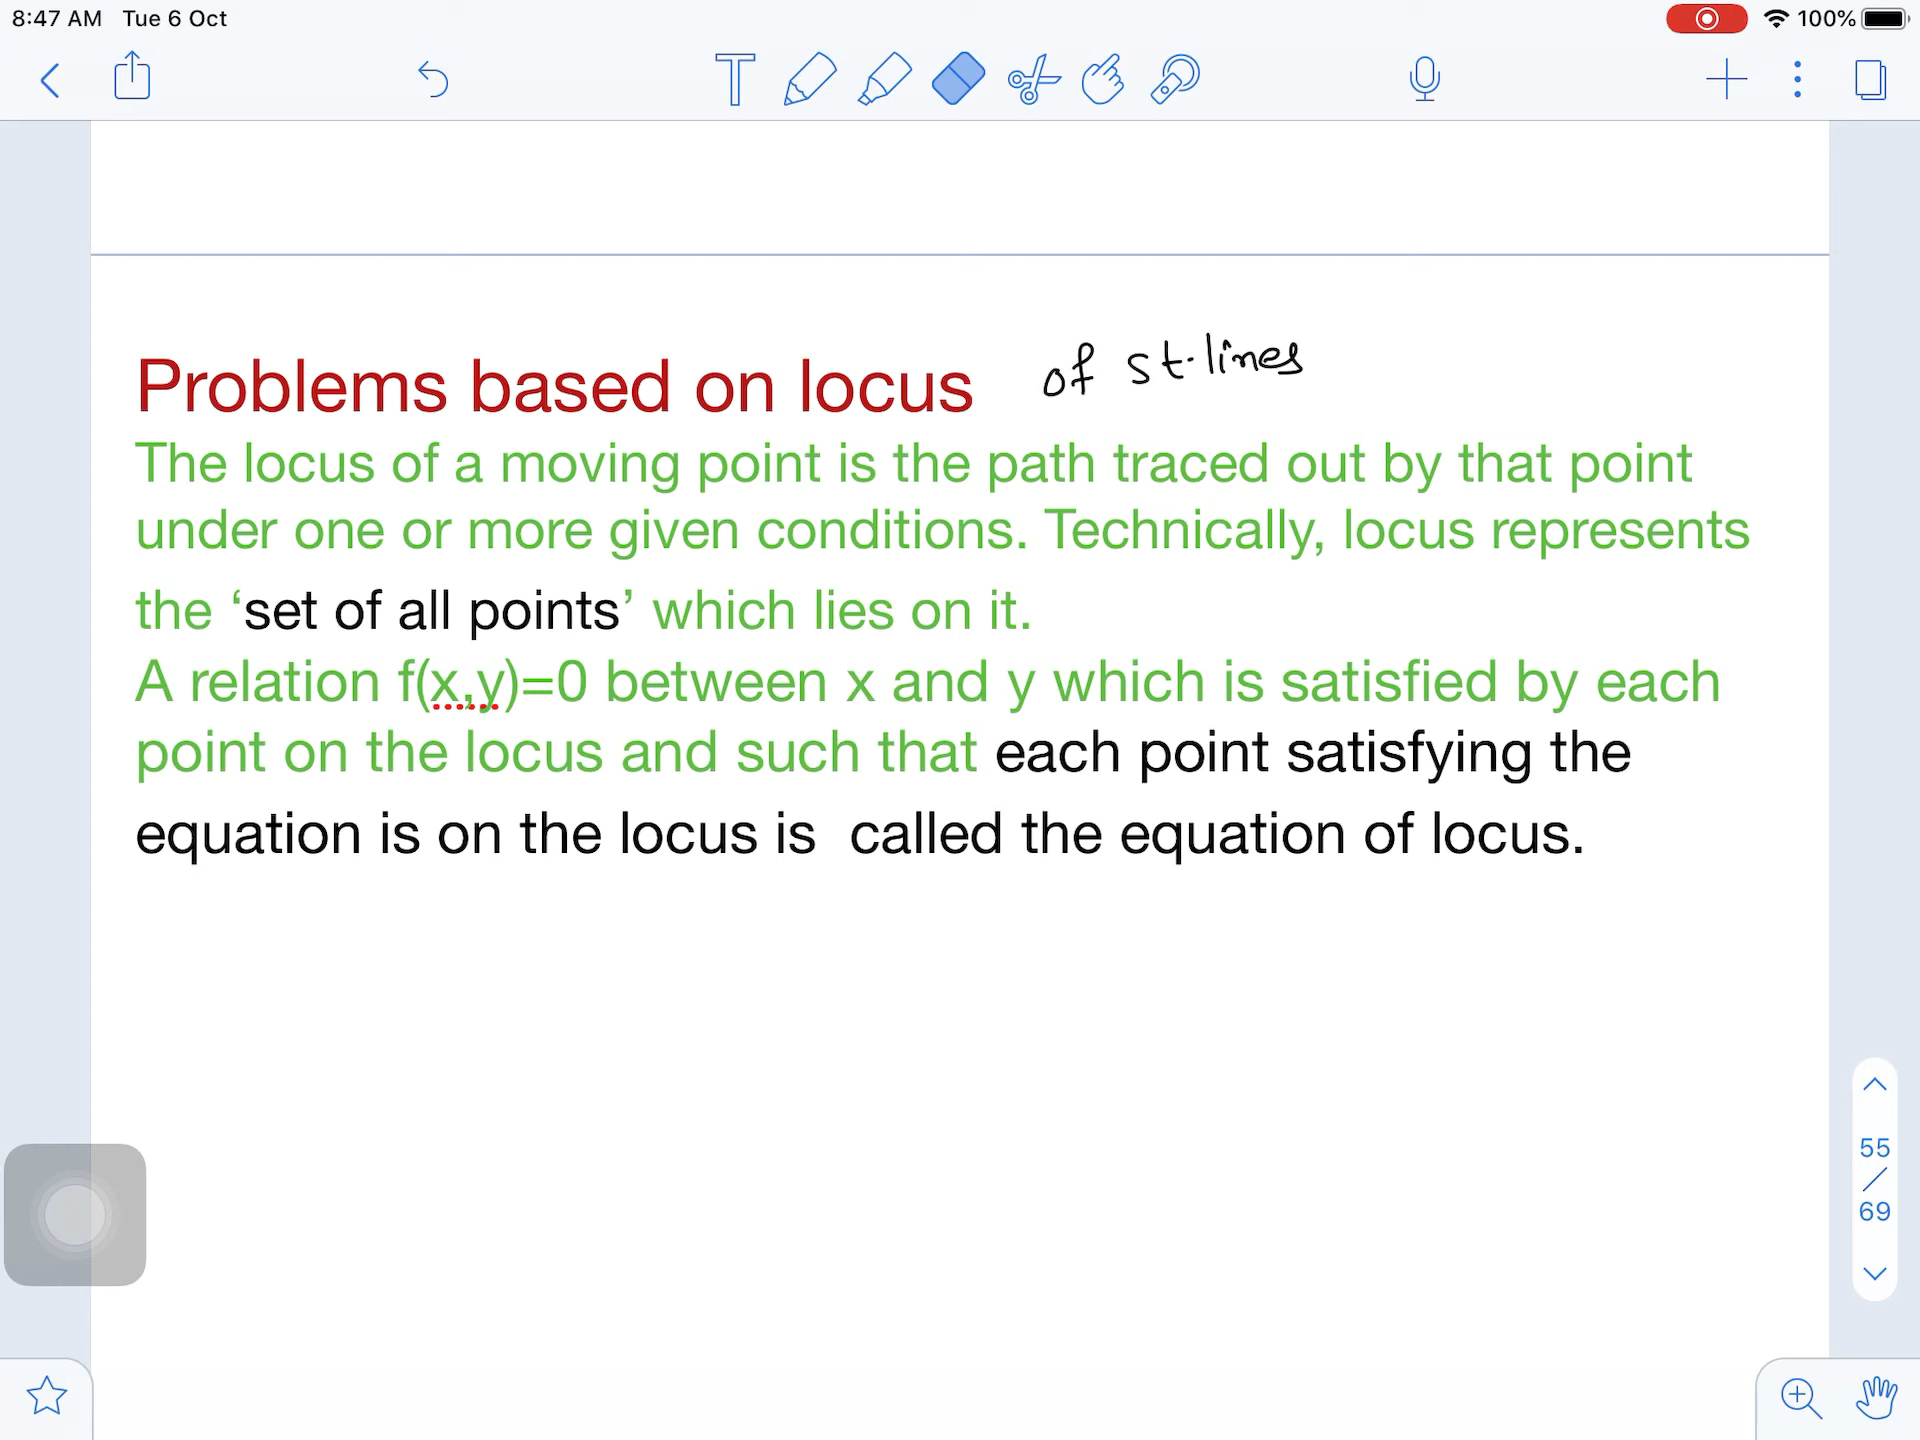 8:47 AM Tue 6 Oct
100%
Problems based on locus of st. lines
The locus of a moving point is the path traced out by that point
under one or more given conditions. Technically, locus represents
the ‘set of all points’ which lies on it.
A relation f(x,y)=0 between x and y which is satisfied by each
point on the locus and such that each point satisfying the
equation is on the locus is called the equation of locus.
55
/
69